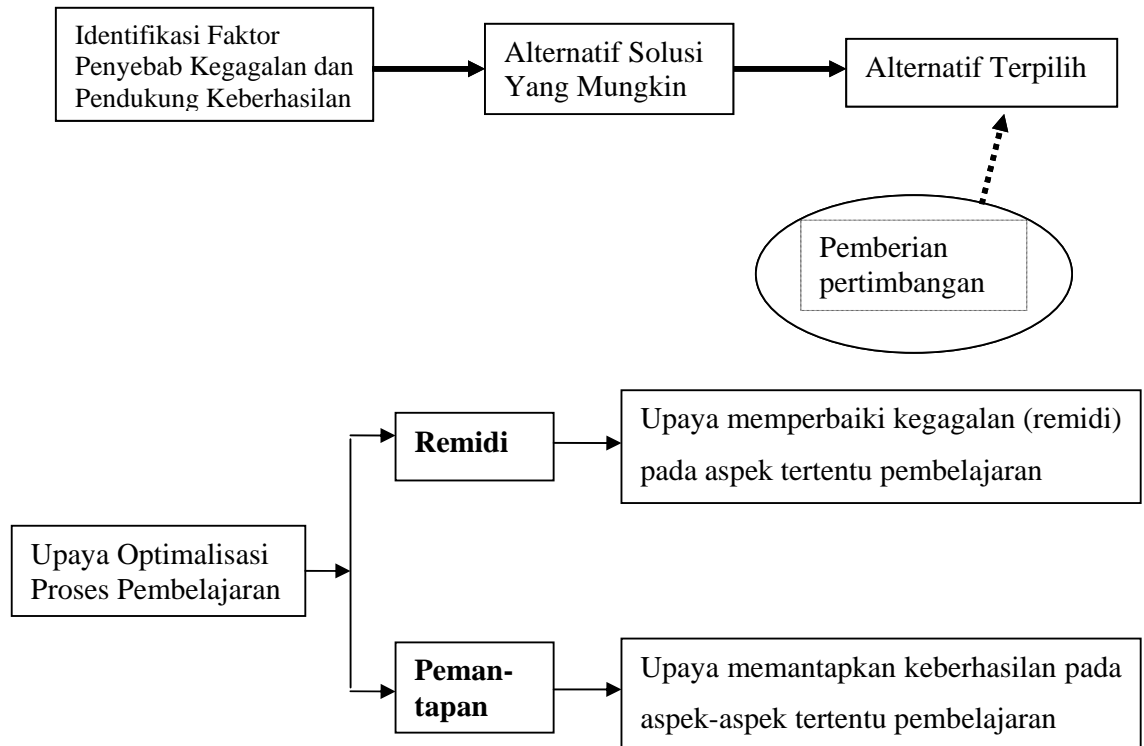 Identifikasi Faktor
Penyebab Kegagalan dan
Pendukung Keberhasilan
Alternatif Solusi
Yang Mungkin
Alternatif Terpilih
Pemberian
pertimbangan
Remidi
Upaya memperbaiki kegagalan (remidi)
pada aspek tertentu pembelajaran
Upaya Optimalisasi
Proses Pembelajaran
Peman-
tapan
Upaya memantapkan keberhasilan pada
aspek-aspek tertentu pembelajaran